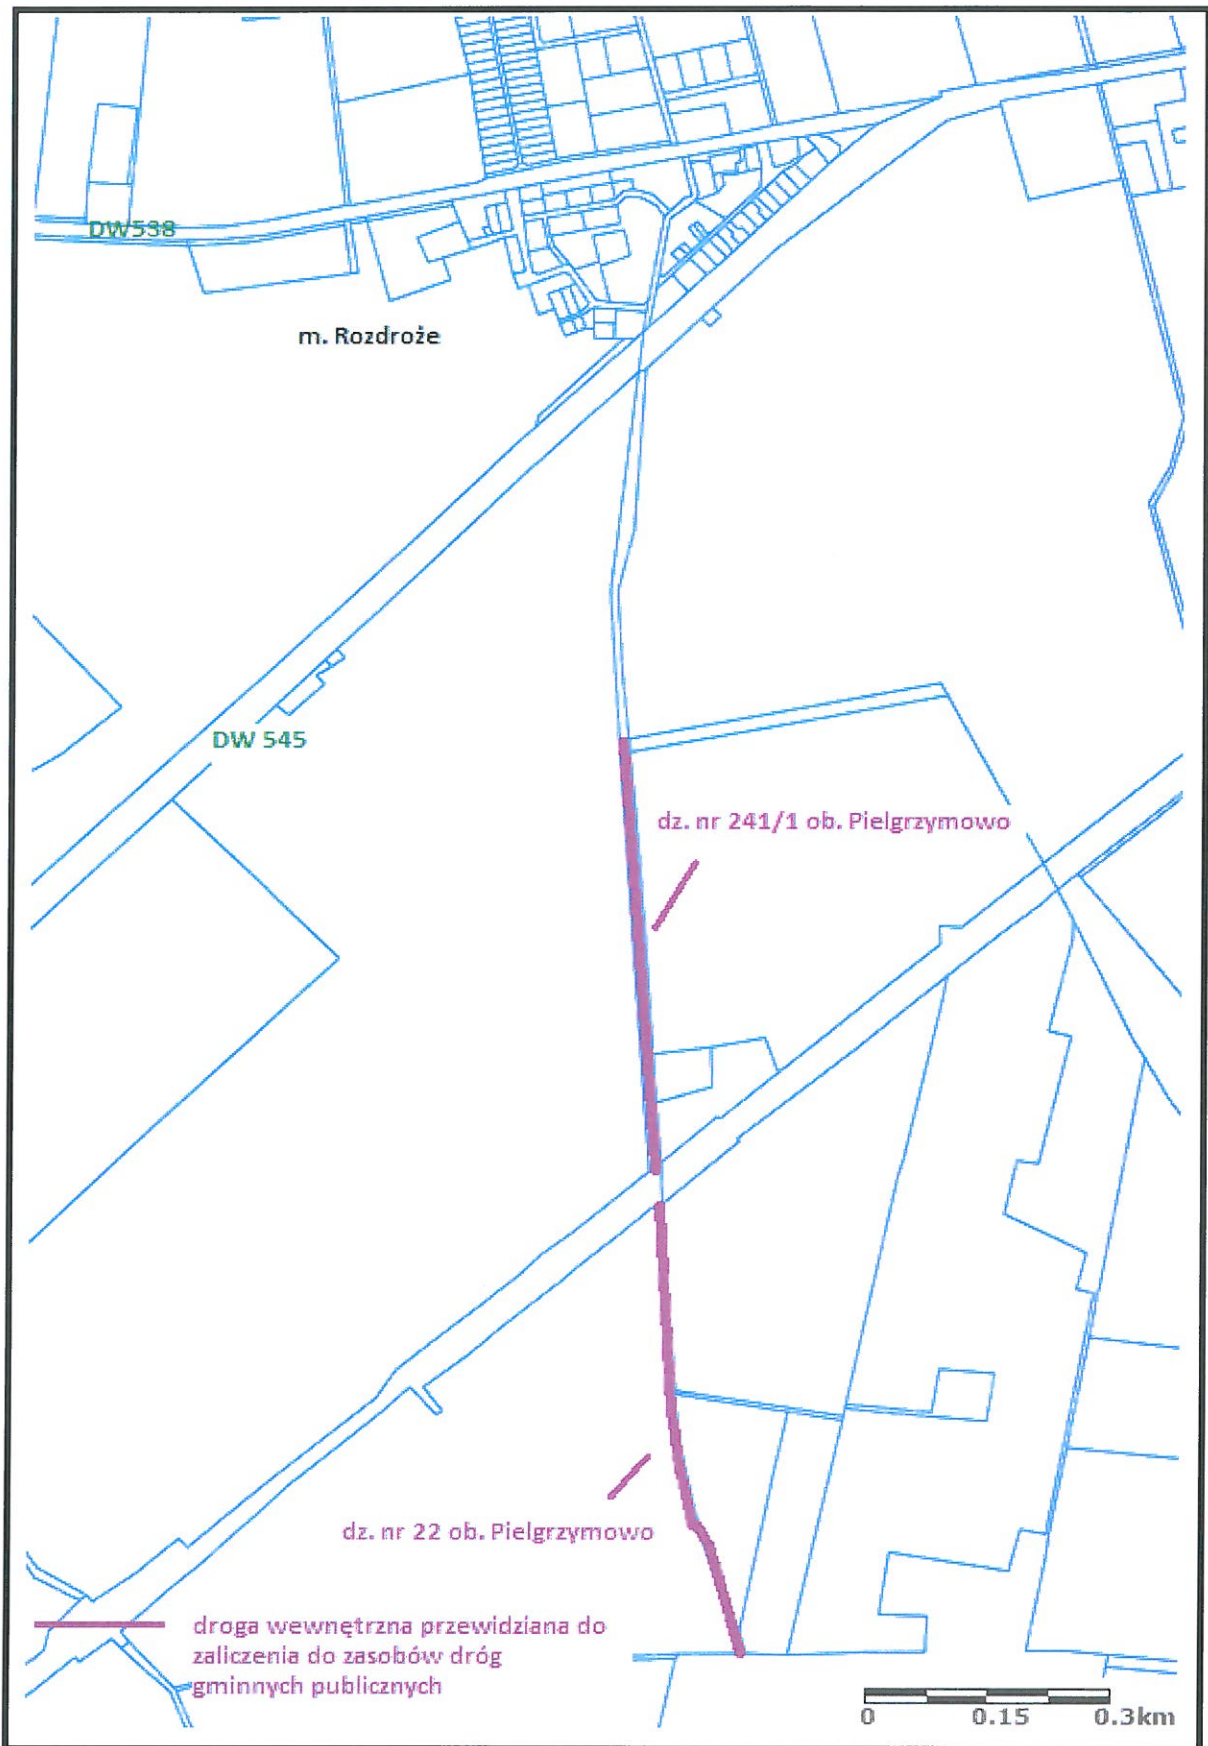 DW538
m. Rozdroże
DW 545
dz. nr 241/1 ob. Pielgrzymowo
dz. nr 22 ob. Pielgrzymowo
droga wewnętrzna przewidziana do
zaliczenia do zasobów dróg
gminnych publicznych
0 0.15 0.3km